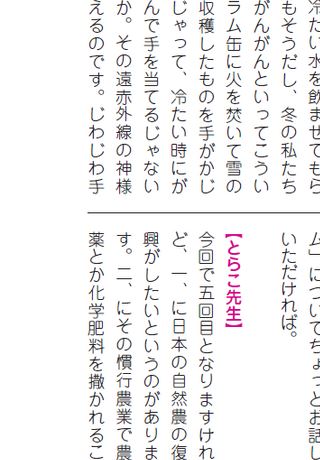 冷たい水を飲ませてもら
もそうだし、冬の私たち
がんがんといってこうい
ラム缶に火を焚いて雪の
収穫したものを手がかじ
じゃって、冷たい時にが
んで手を当てるじゃない
か。その遠赤外線の神様
えるのです。じわじわ手
ム」についてちょっとお話し
いただければ。
【とらこ先生】
今回で五回目となりますけれ
ど、一、に日本の自然農の復
興がしたいというのがありま
す。二、にその慣行農業で農
薬とか化学肥料を撒かれるこ